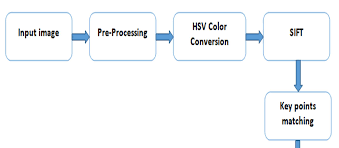 Input image
Pre-Processing
HSV Color
Conversion
SIFT
Key points
matching